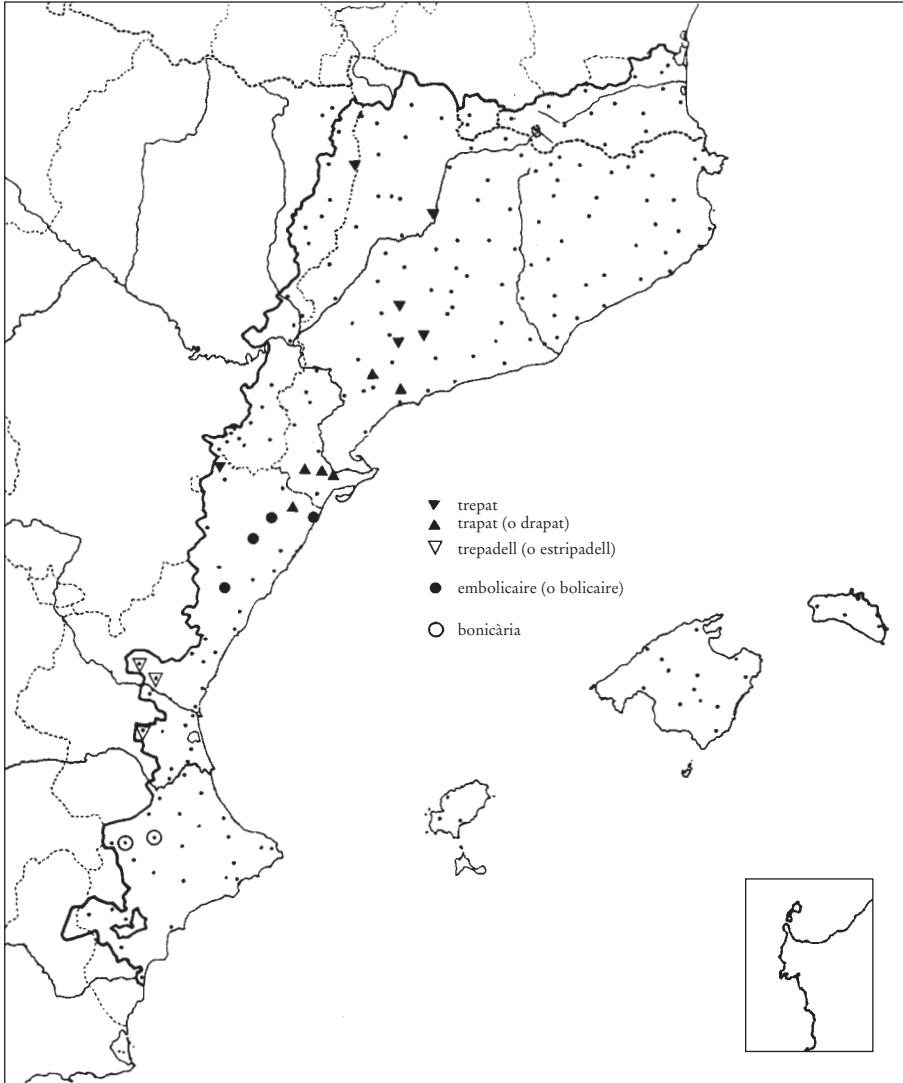 trepat
trapat (o drapat)
trepadell (o estripadell)
embolicaire (o bolicaire)
bonicària